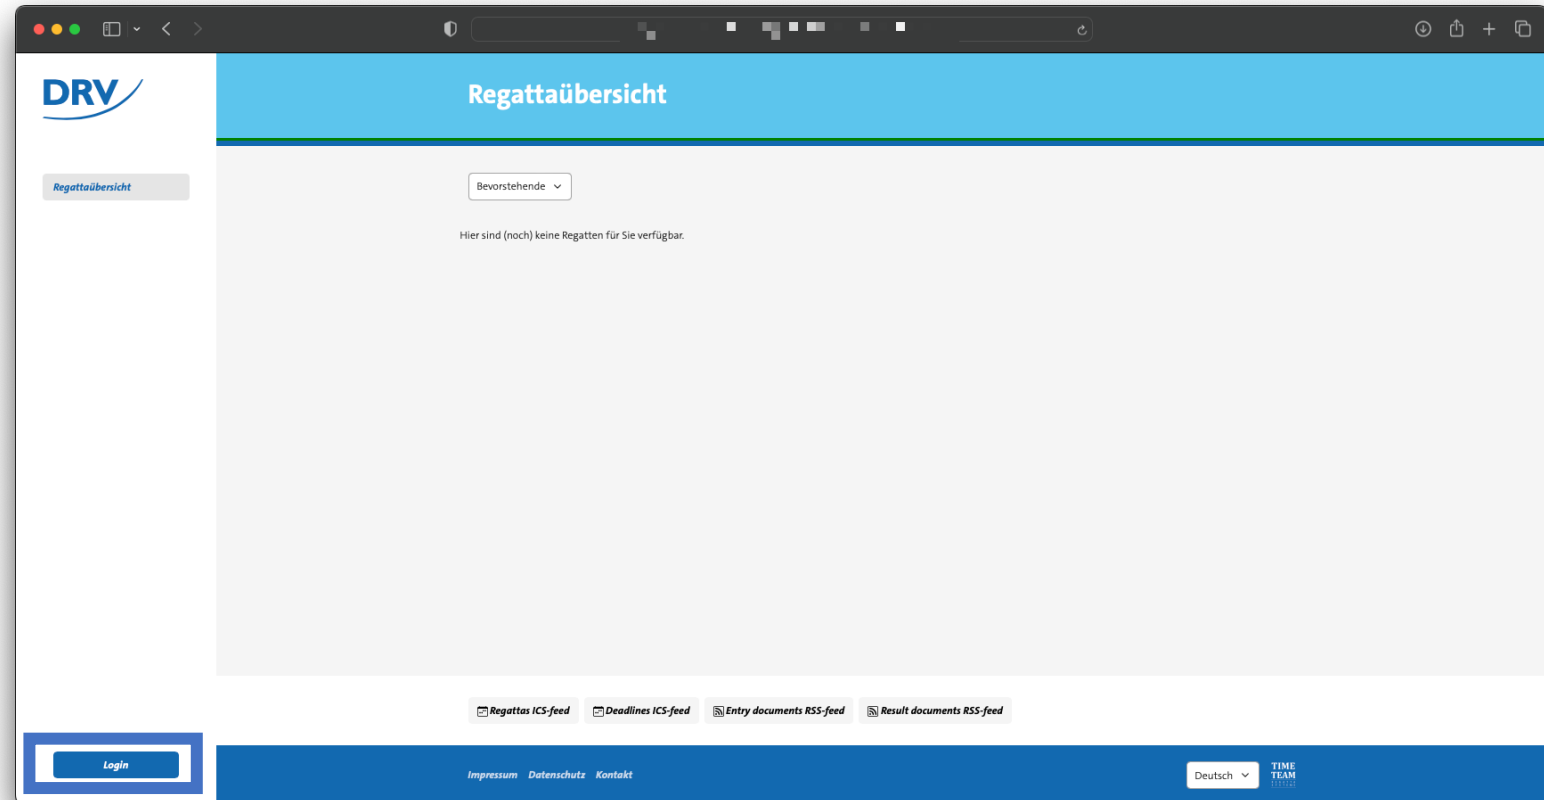 DRV
Regattaübersicht
Regattaübersicht
Bevorstehende
Hier sind (noch) keine Regatten für Sie verfügbar.
Regattas ICS-feed Deadlines ICS-feed Entry documents RSS-feed Result documents RSS-feed
Login
Impressum Datenschutz Kontakt
Deutsch
TIME
TEAM